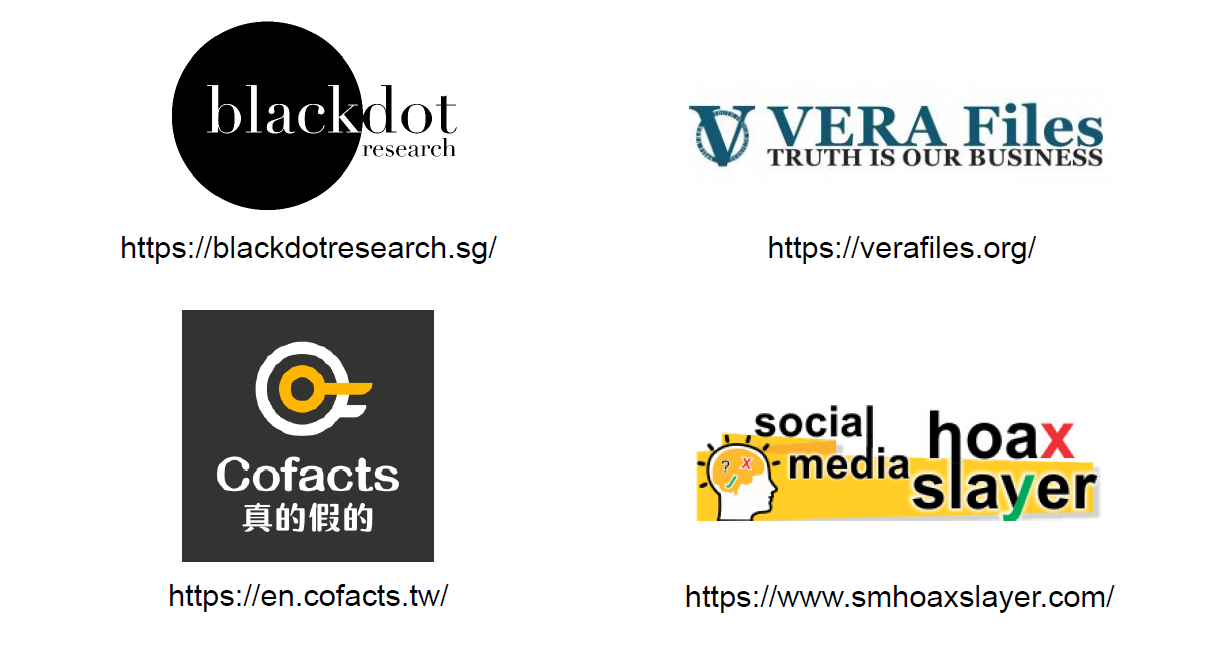 blackdot
research
VERA Files
TRUTH IS OUR BUSINESS
https://blackdotresearch.sg/
https://verafiles.org/
Cofacts
真的假的
social
media
hoax
slayer
? x
https://en.cofacts.tw/
https://www.smhoaxslayer.com/